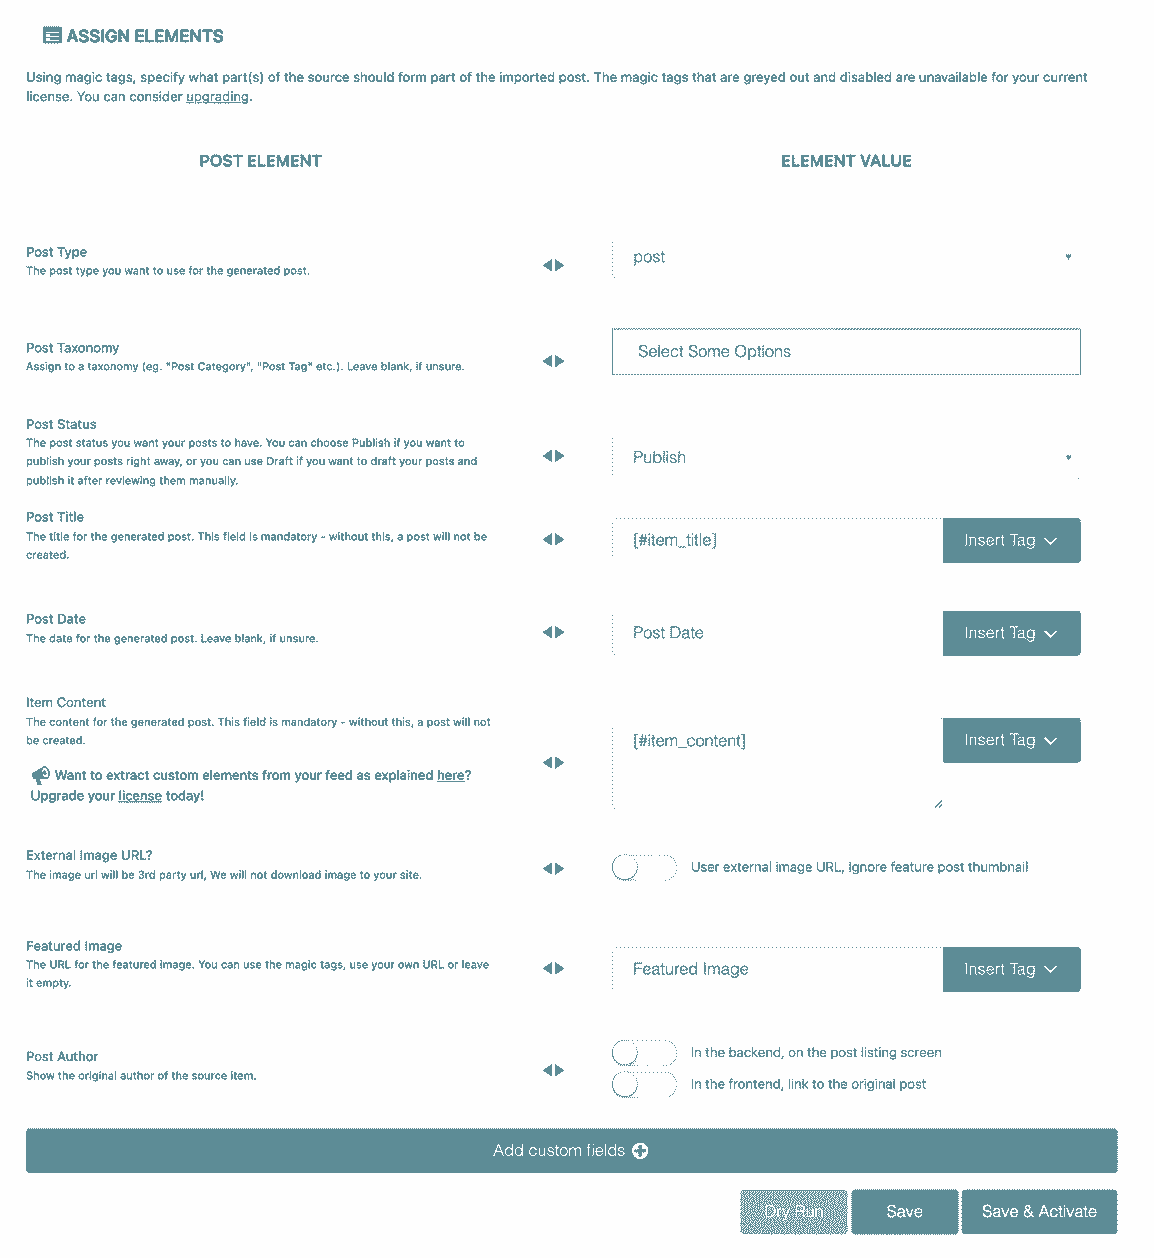 ASSIGN ELEMENTS
Using magic tags, specify what part(s) of the source should form part of the imported post. The magic tags that are greyed out and disabled are unavailable for your current
license. You can consider upgrading.
POST ELEMENT
ELEMENT VALUE
Post Type
The post type you want to use for the generated post.
post
Post Taxonomy
Assign to a taxonomy (eg. "Post Category", "Post Tag" etc.). Leave blank, if unsure.
Select Some Options
Post Status
The post status you want your posts to have. You can choose Publish if you want to
publish your posts right away, or you can use Draft if you want to draft your posts and
publish it after reviewing them manually.
Publish
Post Title
The title for the generated post. This field is mandatory - without this, a post will not be
created.
[#item_title]
Insert Tag
Post Date
The date for the generated post. Leave blank, if unsure.
Post Date
Insert Tag
Item Content
The content for the generated post. This field is mandatory - without this, a post will not
be created.
Want to extract custom elements from your feed as explained here?
Upgrade your license today!
[#item_content]
Insert Tag
External Image URL?
The image url will be 3rd party url, We will not download image to your site.
User external image URL, Ignore feature post thumbnail
Featured Image
The URL for the featured image. You can use the magic tags, use your own URL or leave
it empty.
Featured Image
Insert Tag
Post Author
Show the original author of the source item.
In the backend, on the post listing screen
In the frontend, link to the original post
Add custom fields
Dry Run
Save
Save & Activate